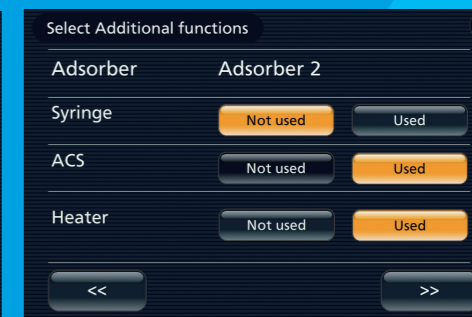 Select Additional functions
Adsorber Adsorber 2
Syringe Not used Used
ACS Not used Used
Heater Not used Used
<< >>